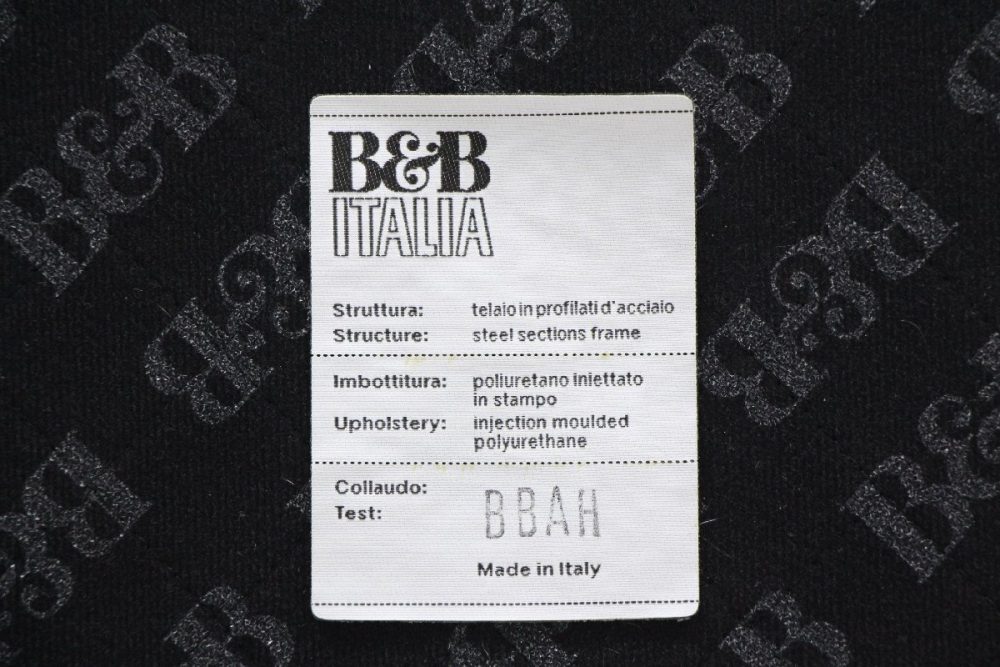 B&B
ITALIA
Struttura: telaio in profilati d'acciaio
Structure: steel sections frame
Imbottitura: poliuretano iniettato
in stampo
Upholstery: injection moulded
polyurethane
Collaudo:
Test: BBAH
Made in Italy
B&B
B&B
B&B
B&B
B&B
B&B
B&B